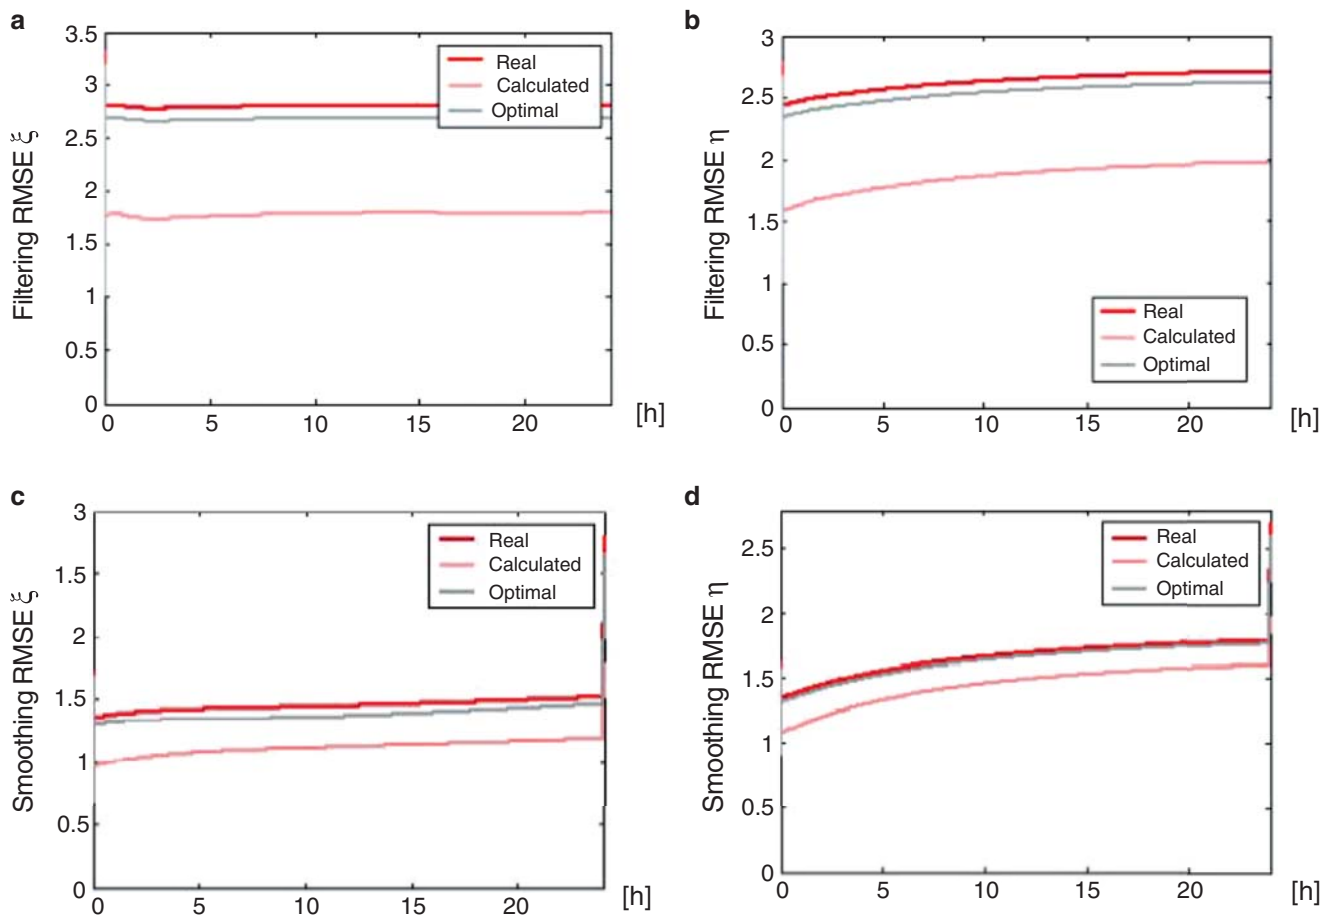 a
3.5
3
2.5
2
1.5
1
0.5
0
Filtering RMSE ξ
Real
Calculated
Optimal
0 5 10 15 20 [h]
b
3
2.5
2
1.5
1
0.5
0
Filtering RMSE η
Real
Calculated
Optimal
0 5 10 15 20 [h]
c
3
1.5
2
1.5
1
0.5
0
Smoothing RMSE ξ
Real
Calculated
Optimal
0 5 10 15 20 [h]
d
2.5
2
1.5
1
0.5
0
Smoothing RMSE η
Real
Calculated
Optimal
0 5 10 15 20 [h]